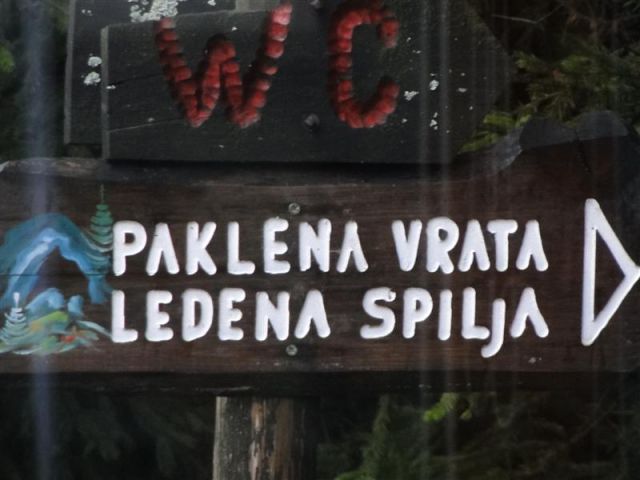 WC
PAKLENA VRATA
LEDENA SPILJA